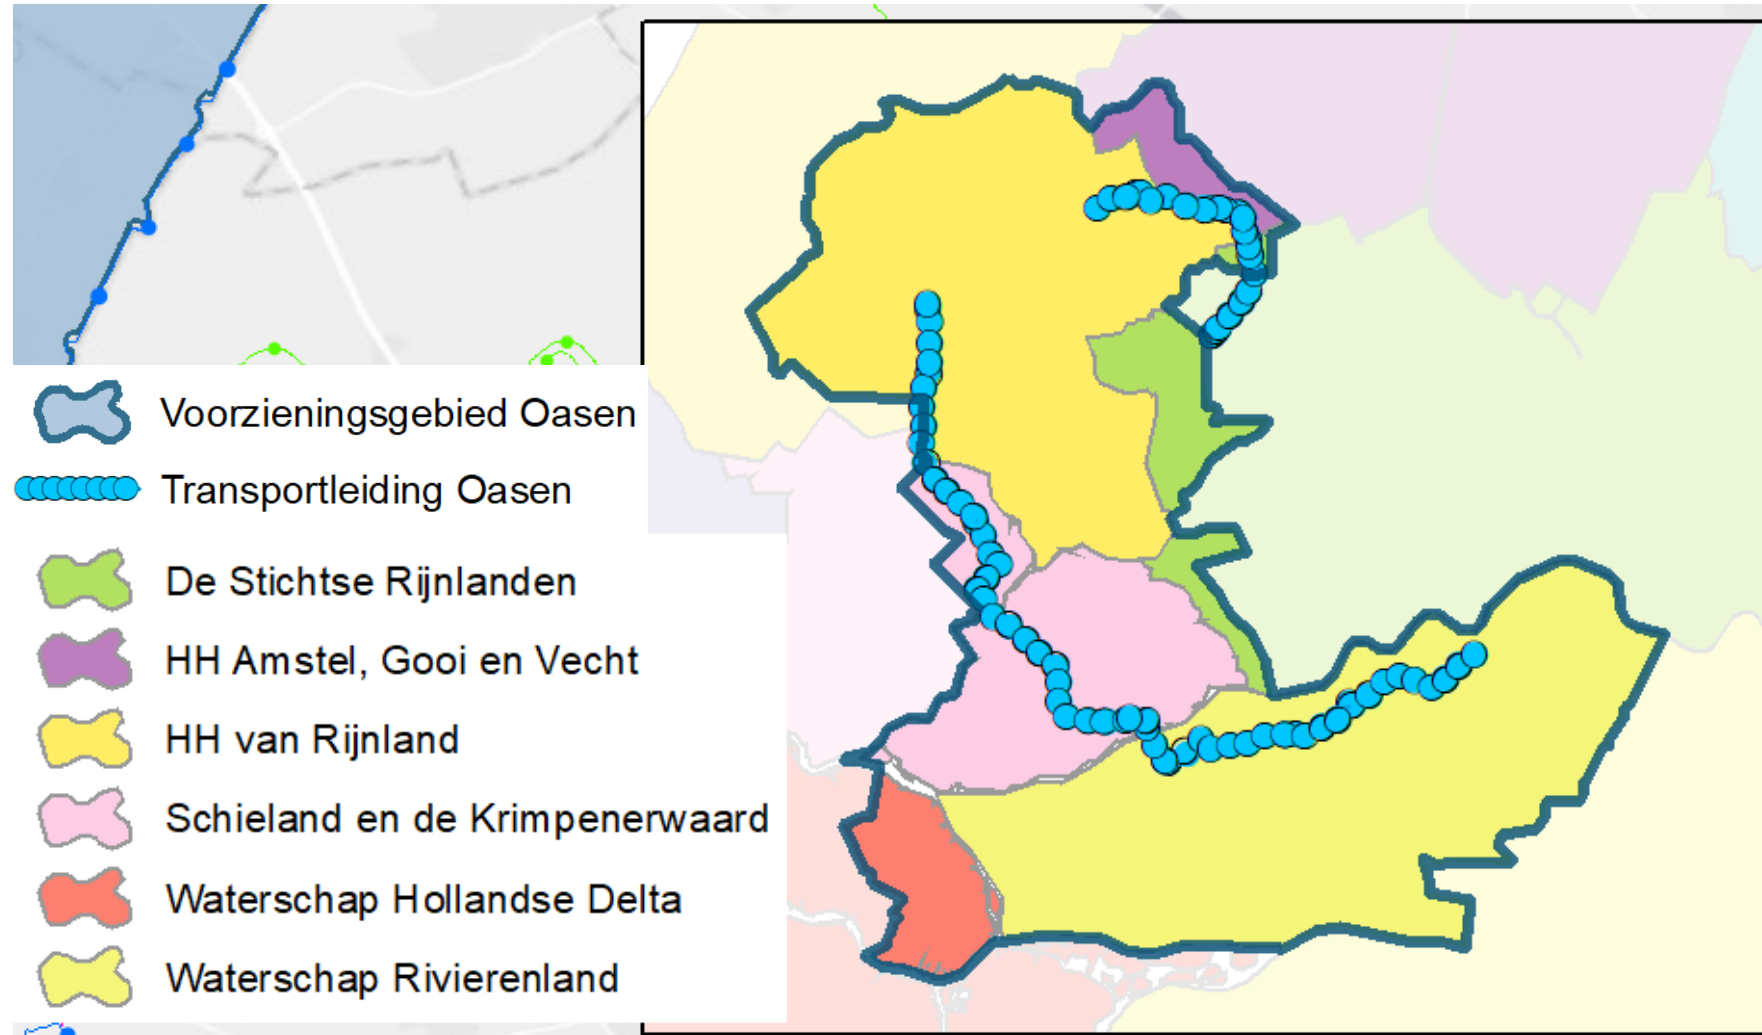 Voorzieningsgebied Oasen
Transportleiding Oasen
De Stichtse Rijnlanden
HH Amstel, Gooi en Vecht
HH van Rijnland
Schieland en de Krimpenerwaard
Waterschap Hollandse Delta
Waterschap Rivierenland